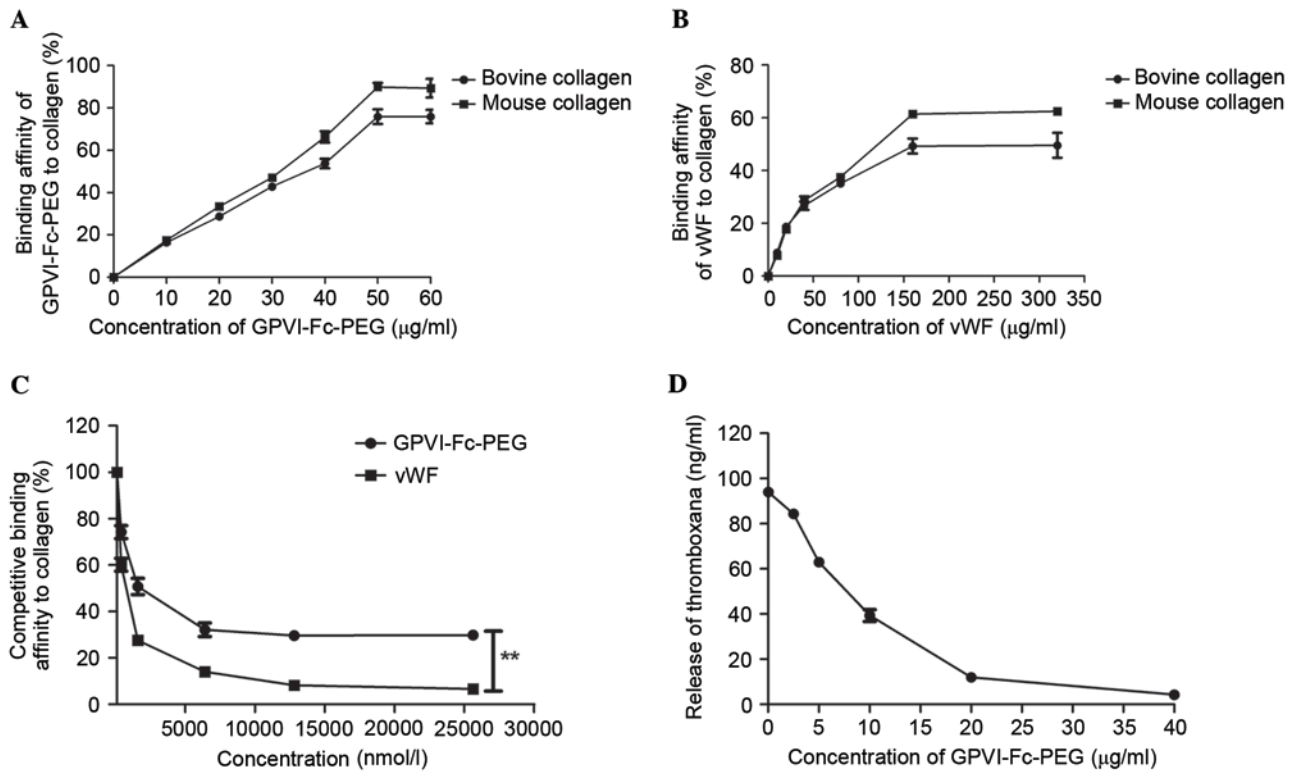 A
Binding affinity of
GPVI-Fc-PEG to collagen (%)
100
80
60
40
20
0
0 10 20 30 40 50 60
Concentration of GPVI-Fc-PEG (μg/ml)
Bovine collagen
Mouse collagen
B
Binding affinity
of vWF to collagen (%)
80
60
40
20
0
0 50 100 150 200 250 300 350
Concentration of vWF (μg/ml)
Bovine collagen
Mouse collagen
C
Competitive binding
affinity to collagen (%)
120
100
80
60
40
20
0
5000 10000 15000 20000 25000 30000
Concentration (nmol/l)
GPVI-Fc-PEG
vWF
**
D
Release of thromboxana (ng/ml)
120
100
80
60
40
20
0
0 5 10 15 20 25 30 35 40
Concentration of GPVI-Fc-PEG (μg/ml)